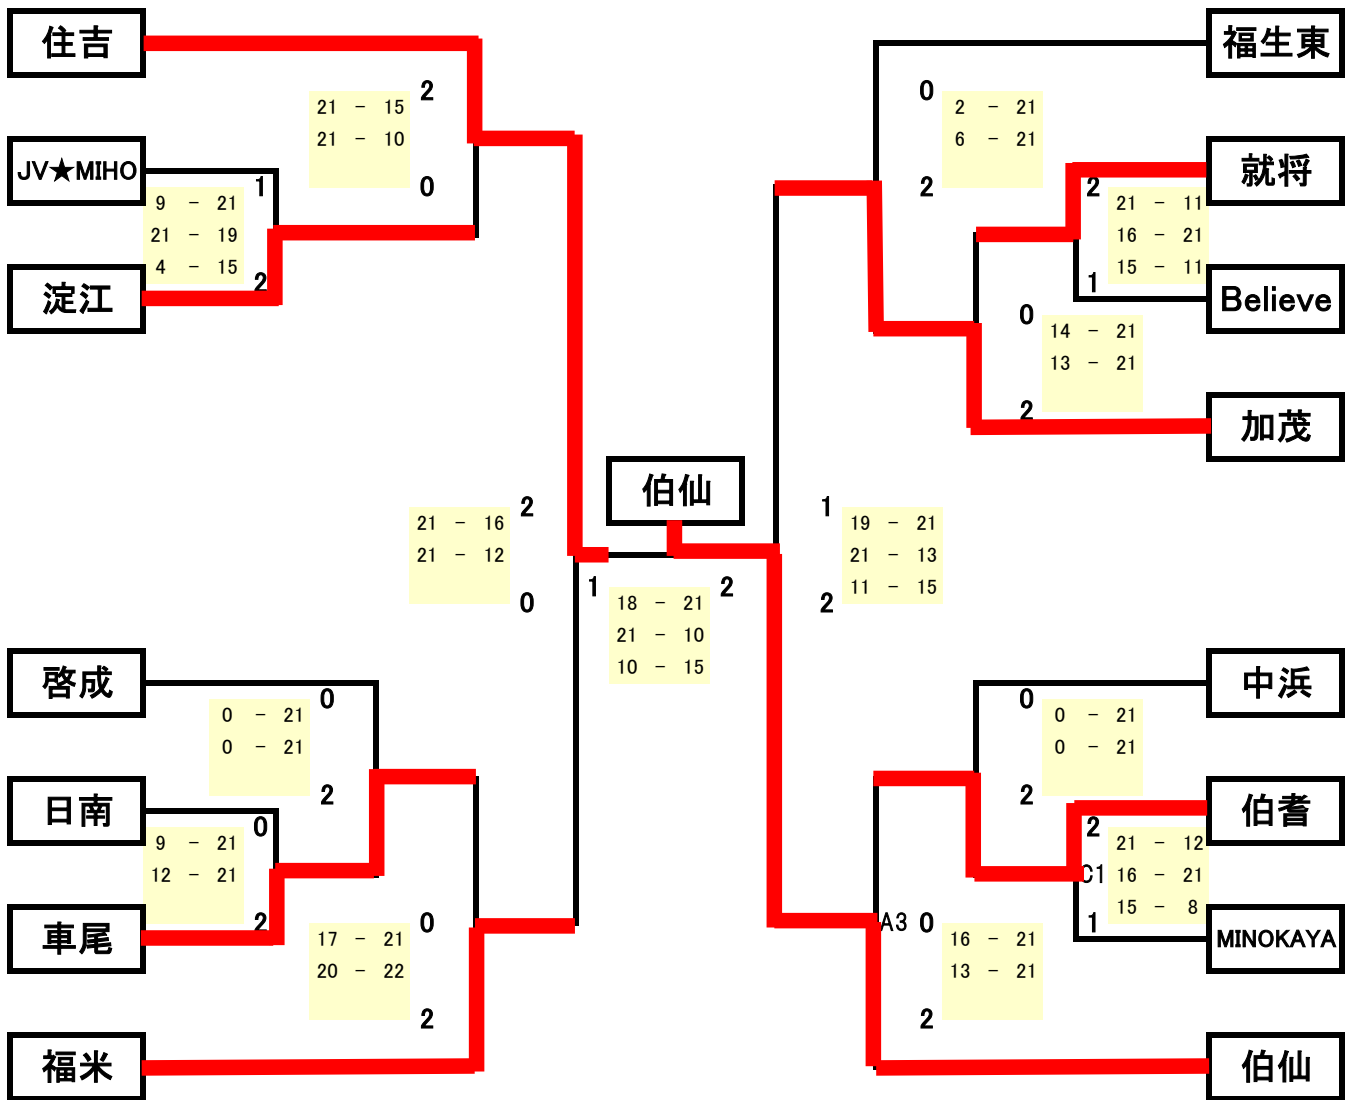 住吉
福生東
2
21 - 15
21 - 10
0
0
2 - 21
6 - 21
2
JV★MIHO
1
9 - 21
21 - 19
4 - 15
2
淀江
就将
2
21 - 11
16 - 21
15 - 11
1
Believe
0
14 - 21
13 - 21
2
加茂
伯仙
2
21 - 16
21 - 12
0
1
19 - 21
21 - 13
11 - 15
2
1
18 - 21
21 - 10
10 - 15
2
啓成
0
0 - 21
0 - 21
2
中浜
0
0 - 21
0 - 21
2
日南
0
9 - 21
12 - 21
2
車尾
伯耆
2
21 - 12
C1
16 - 21
15 - 8
1
MINOKAYA
0
17 - 21
20 - 22
2
A3
0
16 - 21
13 - 21
2
福米
伯仙